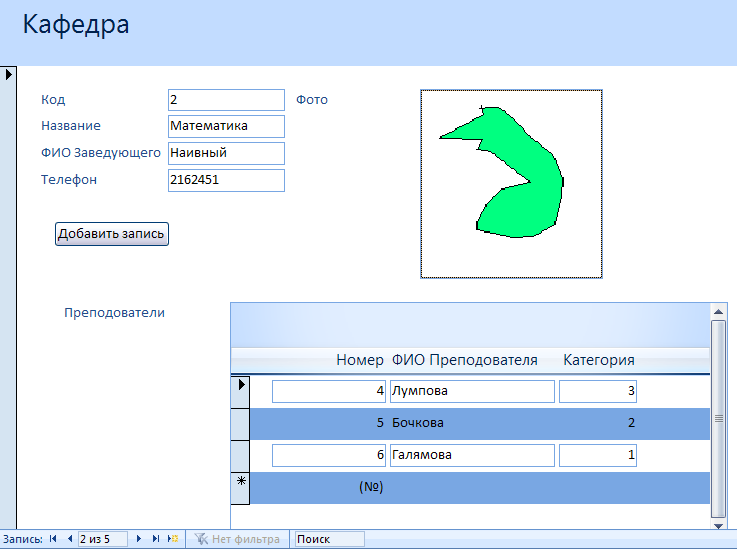 Кафедра
Код 2 Фото
Название Математика
ФИО Заведующего Наивный
Телефон 2162451
Добавить запись
Преподователи
Номер ФИО Преподователя Категория
4 Лумпова 3
5 Бочкова 2
6 Галямова 1
(№)
Запись: 2 из 5 Нет фильтра Поиск